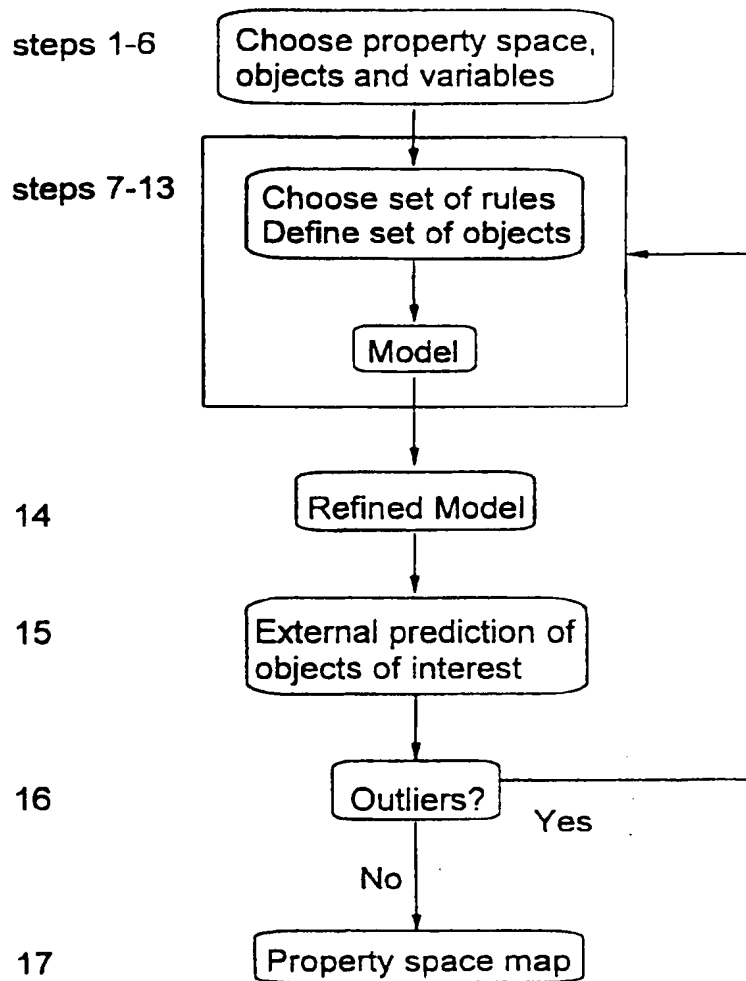 steps 1-6
Choose property space,
objects and variables
steps 7-13
Choose set of rules
Define set of objects
Model
14
Refined Model
15
External prediction of
objects of interest
16
Outliers?
Yes
No
17
Property space map